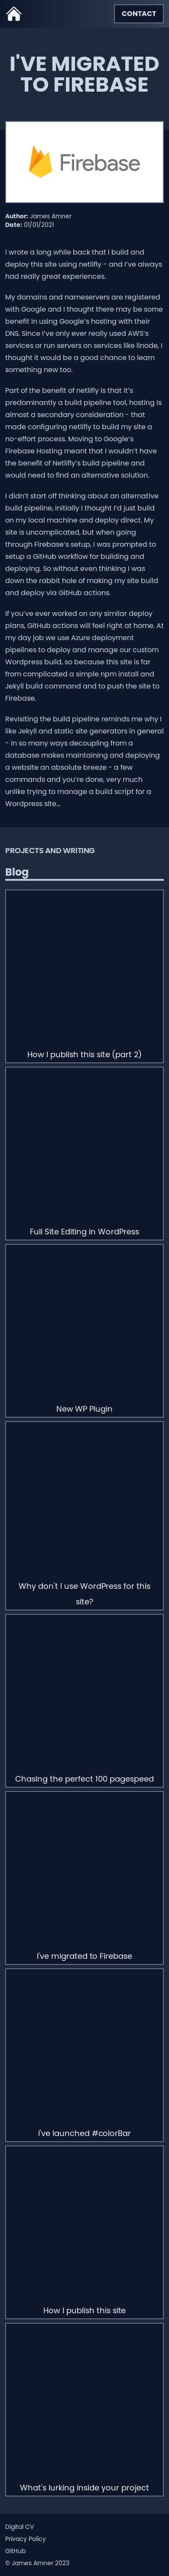 CONTACT
I'VE MIGRATED
TO FIREBASE
Firebase
Author: James Amner
Date: 01/01/2021
I wrote a long while back that I build and
deploy this site using netlifly - and I've always
had really great experiences.
My domains and nameservers are registered
with Google and I thought there may be some
benefit in using Google's hosting with their
DNS. Since I've only ever really used AWS's
services or run servers on services like linode, I
thought it would be a good chance to learn
something new too.
Part of the benefit of netlifly is that it's
predominantly a build pipeline tool, hosting is
almost a secondary consideration - that
made configuring netlify to build my site a
no-effort process. Moving to Google's
Firebase Hosting meant that I wouldn't have
the benefit of Netlifly's build pipeline and
would need to find an alternative solution.
I didn't start off thinking about an alternative
build pipeline, initially I thought I'd just build
on my local machine and deploy direct. My
site is uncomplicated, but when going
through Firebase's setup, I was prompted to
setup a GitHub workflow for building and
deploying. So without even thinking I was
down the rabbit hole of making my site build
and deploy via GitHub actions.
If you've ever worked on any similar deploy
plans, GitHub actions will feel right at home. At
my day job we use Azure deployment
pipelines to deploy and manage our custom
Wordpress build, so because this site is far
from complicated a simple npm install and
Jekyll build command and to push the site to
Firebase.
Revisiting the build pipeline reminds me why I
like Jekyll and static site generators in general
- in so many ways decoupling from a
database makes maintaining and deploying
a website an absolute breeze - a few
commands and you're done, very much
unlike trying to manage a build script for a
Wordpress site...
PROJECTS AND WRITING
Blog
How I publish this site (part 2)
Full Site Editing in WordPress
New WP Plugin
Why don't I use WordPress for this
site?
Chasing the perfect 100 pagespeed
I've migrated to Firebase
I've launched #colorBar
How I publish this site
What's lurking inside your project
Digital CV
Privacy Policy
GitHub
© James Amner 2023